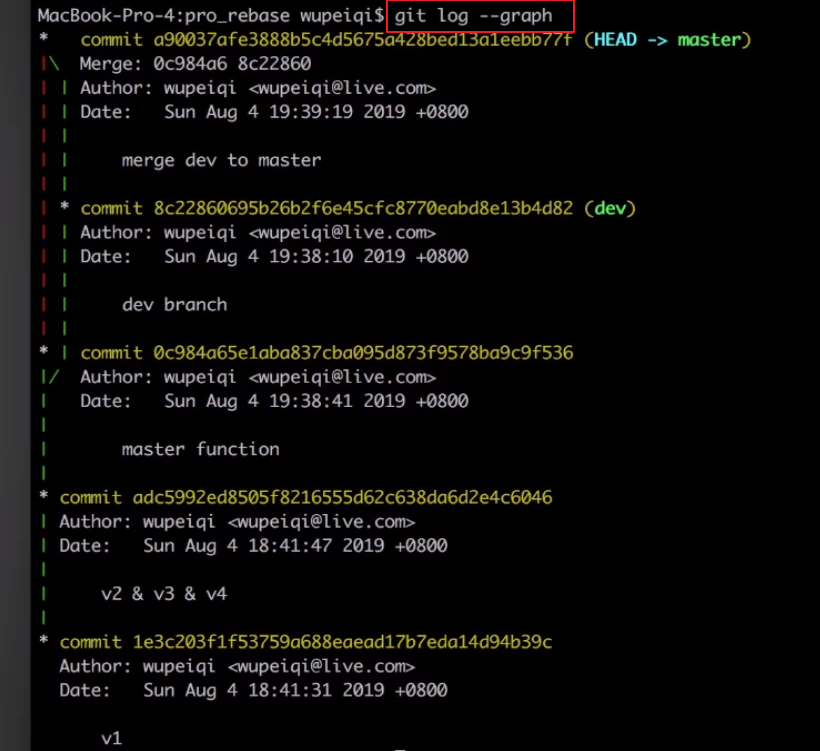 MacBook-Pro-4:pro_rebase wupeiqi$ git log --graph
*   commit a90037afe3888b5c4d5675a428bed13a1eebb77f (HEAD -> master)
|\  Merge: 0c984a6 8c22860
| | Author: wupeiqi <wupeiqi@live.com>
| | Date:   Sun Aug 4 19:39:19 2019 +0800
| |
| |     merge dev to master
| |
| * commit 8c22860695b26b2f6e45cfc8770eabd8e13b4d82 (dev)
| | Author: wupeiqi <wupeiqi@live.com>
| | Date:   Sun Aug 4 19:38:10 2019 +0800
| |
| |     dev branch
| |
* | commit 0c984a65e1aba837cba095d873f9578ba9c9f536
|/  Author: wupeiqi <wupeiqi@live.com>
|   Date:   Sun Aug 4 19:38:41 2019 +0800
|
|       master function
|
* commit adc5992ed8505f8216555d62c638da6d2e4c6046
| Author: wupeiqi <wupeiqi@live.com>
| Date:   Sun Aug 4 18:41:47 2019 +0800
|
|     v2 & v3 & v4
|
* commit 1e3c203f1f53759a688eaead17b7eda14d94b39c
  Author: wupeiqi <wupeiqi@live.com>
  Date:   Sun Aug 4 18:41:31 2019 +0800

      v1